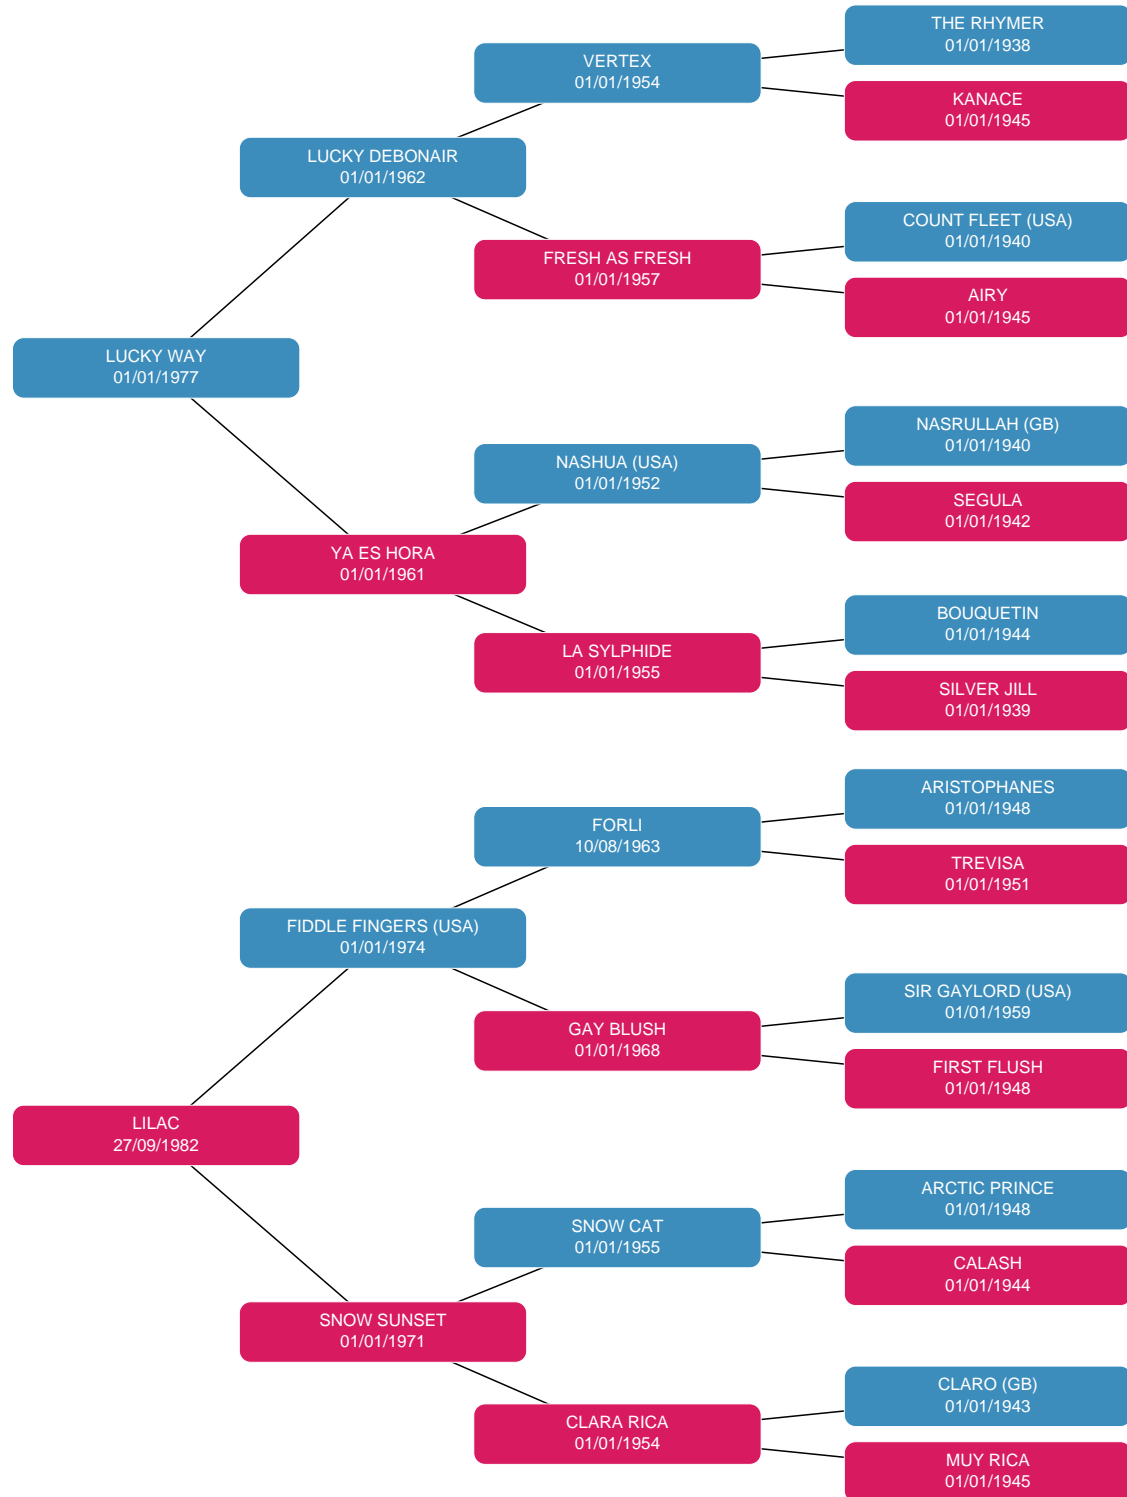 THE RHYMER
01/01/1938
VERTEX
01/01/1954
KANACE
01/01/1945
LUCKY DEBONAIR
01/01/1962
COUNT FLEET (USA)
01/01/1940
FRESH AS FRESH
01/01/1957
AIRY
01/01/1945
LUCKY WAY
01/01/1977
NASRULLAH (GB)
01/01/1940
NASHUA (USA)
01/01/1952
SEGULA
01/01/1942
YA ES HORA
01/01/1961
BOUQUETIN
01/01/1944
LA SYLPHIDE
01/01/1955
SILVER JILL
01/01/1939
ARISTOPHANES
01/01/1948
FORLI
10/08/1963
TREVISA
01/01/1951
FIDDLE FINGERS (USA)
01/01/1974
SIR GAYLORD (USA)
01/01/1959
GAY BLUSH
01/01/1968
FIRST FLUSH
01/01/1948
LILAC
27/09/1982
ARCTIC PRINCE
01/01/1948
SNOW CAT
01/01/1955
CALASH
01/01/1944
SNOW SUNSET
01/01/1971
CLARO (GB)
01/01/1943
CLARA RICA
01/01/1954
MUY RICA
01/01/1945